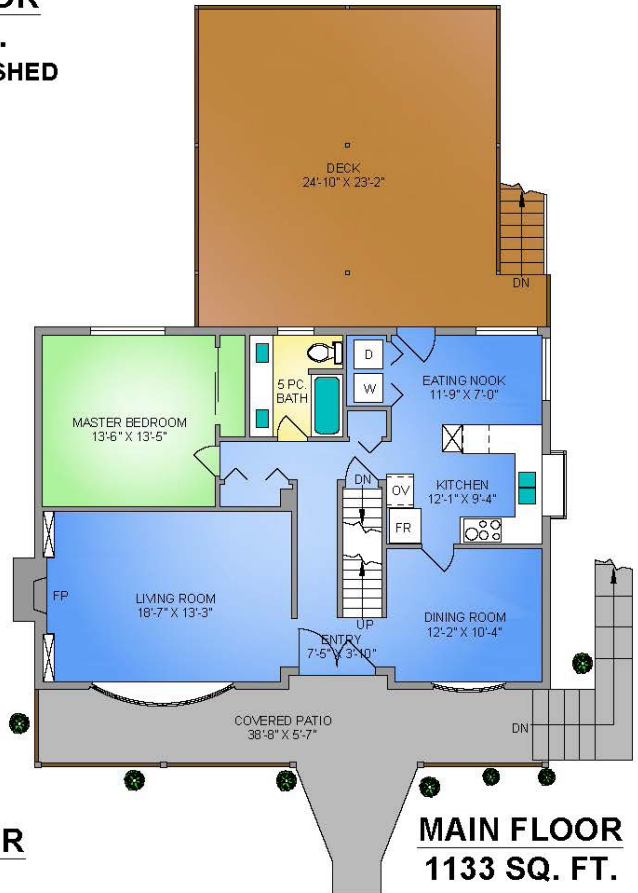 OR
.
SHED
DECK
24'-10" X 23'-2"
DN
D
W
5 PC.
BATH
EATING NOOK
11'-9" X 7'-0"
MASTER BEDROOM
13'-6" X 13'-5"
DN
OV
KITCHEN
12'-1" X 9'-4"
FR
FP
LIVING ROOM
18'-7" X 13'-3"
UP
ENTRY
7'-5" X 3'-10"
DINING ROOM
12'-2" X 10'-4"
COVERED PATIO
38'-8" X 5'-7"
DN
R
MAIN FLOOR
1133 SQ. FT.